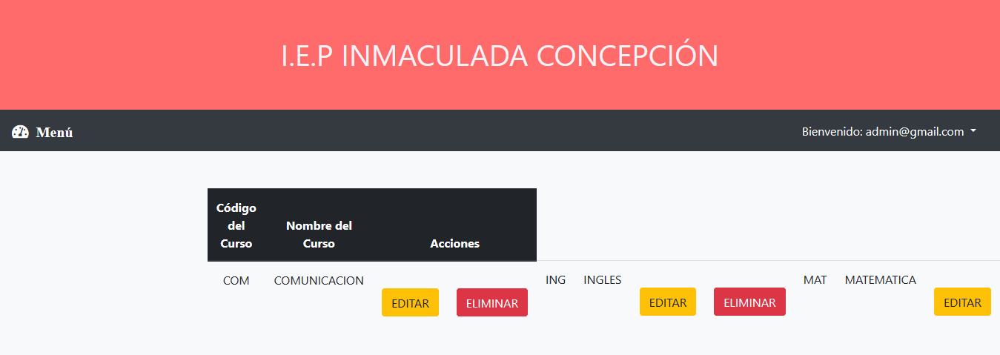 I.E.P INMACULADA CONCEPCIÓN
Menú
Bienvenido: admin@gmail.com
Código
del
Curso
Nombre del
Curso
Acciones
COM COMUNICACION EDITAR ELIMINAR ING INGLES EDITAR ELIMINAR MAT MATEMATICA EDITAR